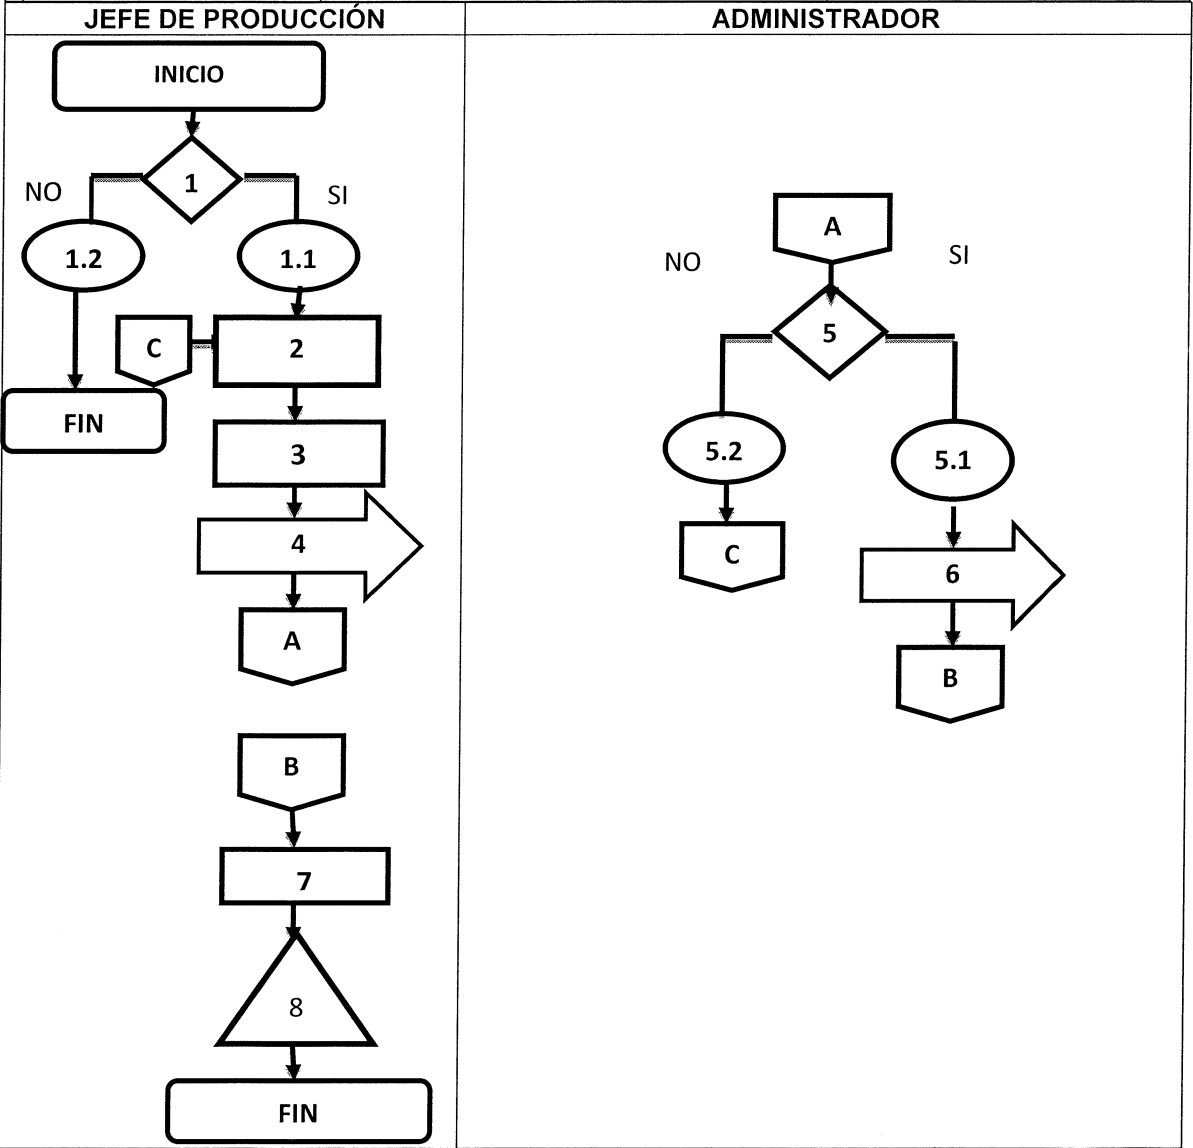 JEFE DE PRODUCCIÓN
INICIO
1
NO
SI
1.2
1.1
C
2
FIN
3
4
A
B
7
8
FIN
ADMINISTRADOR
A
NO
SI
5
5.2
5.1
C
6
B